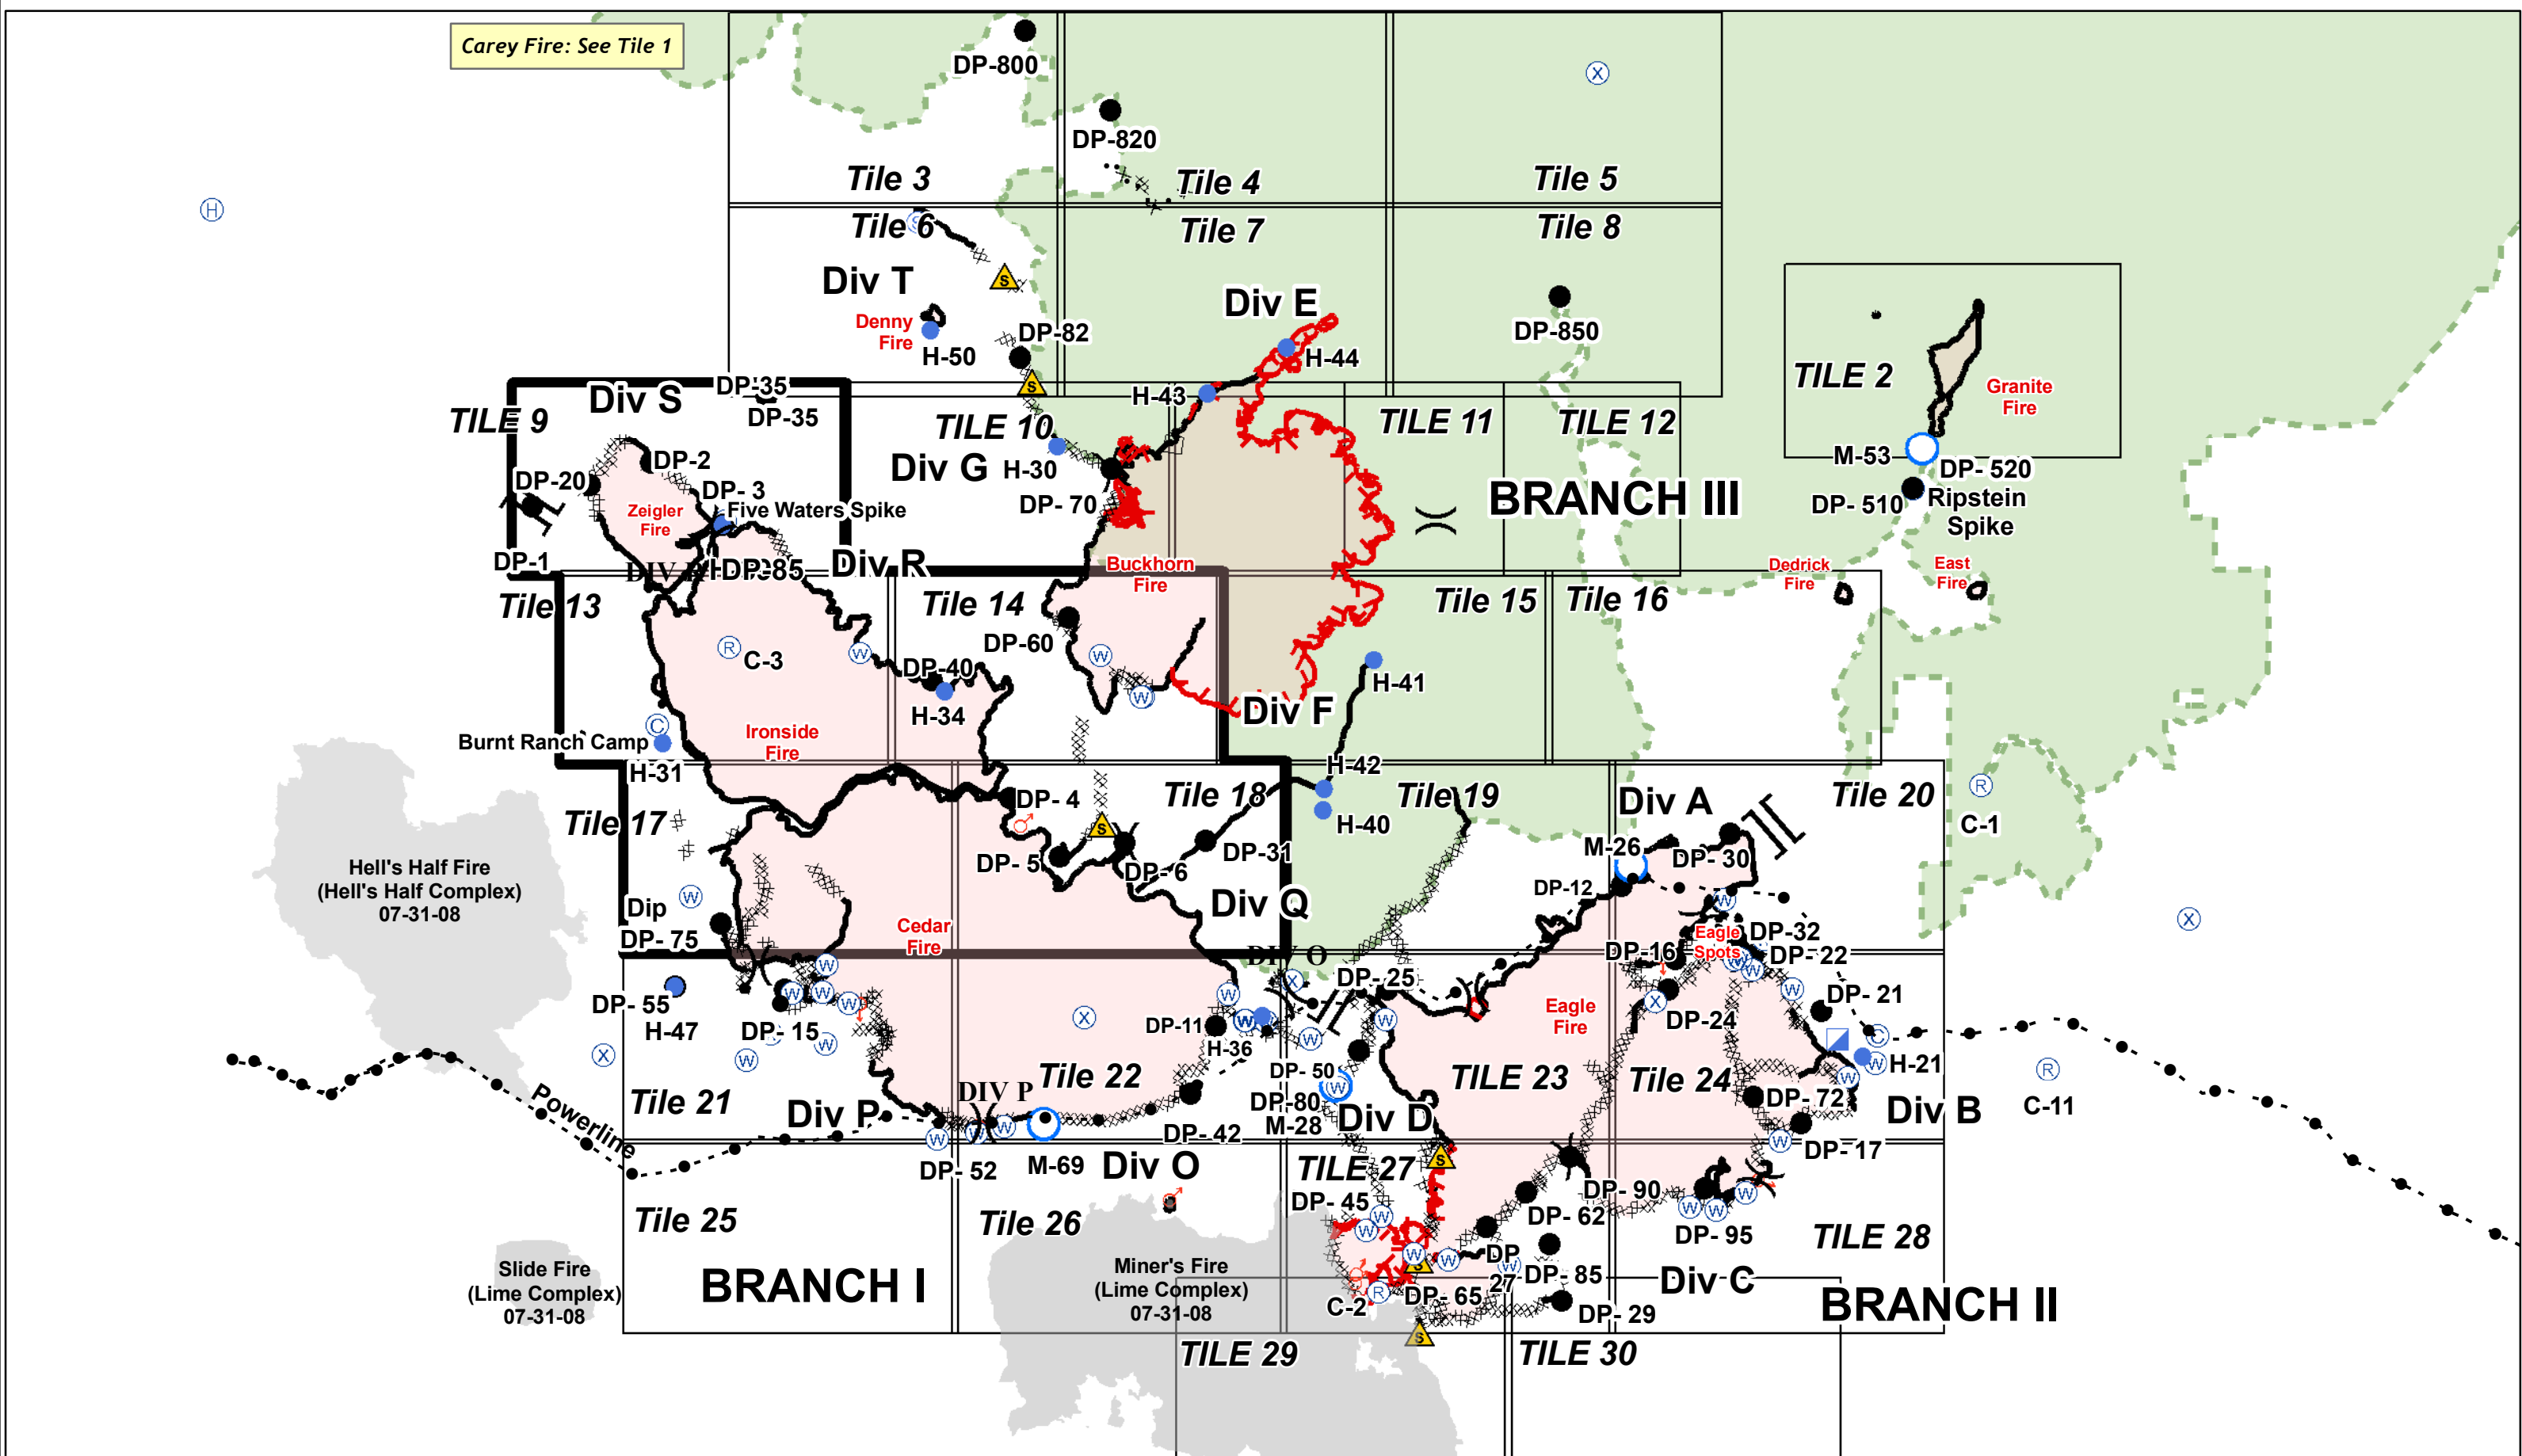 Carey Fire: See Tile 1
DP-800
X
DP-820
Tile 3
Tile 4
Tile 5
H
Tile 6
Tile 7
Tile 8
Div T
S
Div E
Denny
Fire
H-50
DP-82
H-44
DP-850
TILE 2
Granite
Fire
S
DP-35
DP-35
H-43
Div S
TILE 9
TILE 10
TILE 11
TILE 12
Div G
H-30
M-53
DP- 520
DP-20
DP-2
DP- 3
Five Waters Spike
DP- 70
BRANCH III
DP- 510
Ripstein
Spike
Zeigler
Fire
DP-1
DP-85
Div R
Buckhorn
Fire
Dedrick
Fire
East
Fire
Tile 13
Tile 14
Tile 15
Tile 16
DP-60
R
C-3
W
W
DP-40
H-34
W
H-41
Div F
C
Burnt Ranch Camp
H-31
Ironside
Fire
H-42
Tile 17
Tile 18
Tile 19
Div A
Tile 20
R
C-1
DP- 4
S
H-40
DP- 5
DP- 6
DP-31
M-26
DP- 30
DP-12
Hell's Half Fire
(Hell's Half Complex)
07-31-08
W
Dip
DP- 75
Cedar
Fire
Div Q
W
X
DIV O
DP-16
Eagle
Spots
DP-32
DP- 22
DP- 25
X
W
W
W
W
W
W
W
W
DP- 55
H-47
DP- 15
X
DP-11
H-36
W
W
W
Eagle
Fire
X
DP-24
DP- 21
C
X
W
W
W
H-21
R
C-11
Tile 21
Tile 22
DP- 50
W
TILE 23
Tile 24
W
DP- 72
Powerline
Div P
DIV P
DP-80
M-28
Div D
Div B
W
W
W
DP- 42
W
DP- 17
DP- 52
M-69
Div O
TILE 27
S
DP- 45
DP- 90
Tile 25
Tile 26
W
W
DP- 62
W
W
W
DP- 95
TILE 28
Slide Fire
(Lime Complex)
07-31-08
BRANCH I
Miner's Fire
(Lime Complex)
07-31-08
W
S
W
DP
27
W
DP- 85
Div C
C-2
R
DP- 65
DP- 29
BRANCH II
S
TILE 29
TILE 30